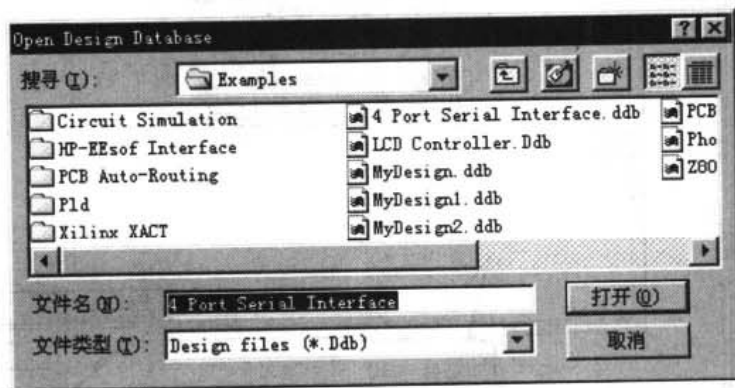 Open Design Database
搜寻(I):
Examples
Circuit Simulation
HP-EEsof Interface
PCB Auto-Routing
Pld
Xilinx XACT
4 Port Serial Interface.ddb
LCD Controller.Ddb
MyDesign.ddb
MyDesign1.ddb
MyDesign2.ddb
PCB
Pho
Z80
文件名(N):
4 Port Serial Interface
打开(O)
文件类型(T):
Design files (*.Ddb)
取消